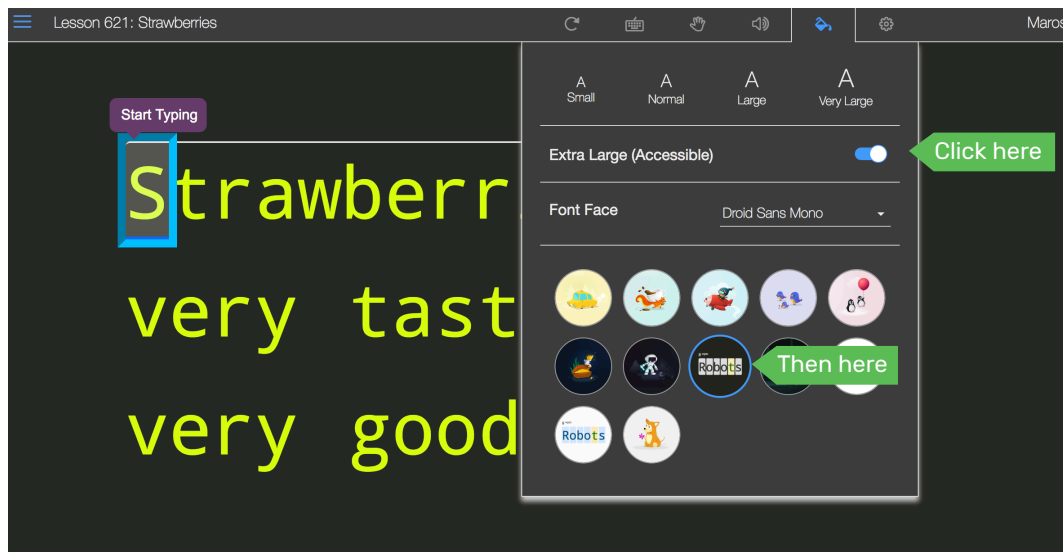 Lesson 621: Strawberries
Maros
A
Small
A
Normal
A
Large
A
Very Large
Start Typing
Extra Large (Accessible)
Click here
Strawberr
Font Face
Droid Sans Mono
very tast
Robots
Then here
very good
Robots